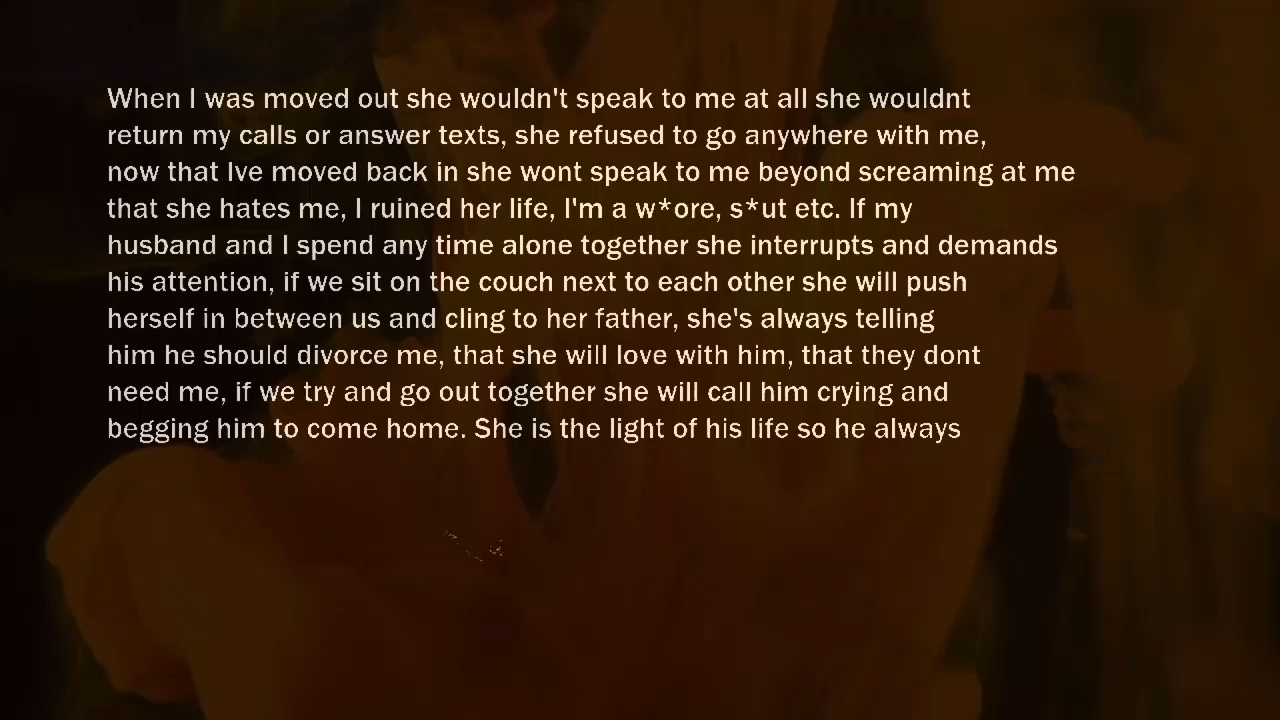 When I was moved out she wouldn't speak to me at all she wouldnt
return my calls or answer texts, she refused to go anywhere with me,
now that Ive moved back in she wont speak to me beyond screaming at me
that she hates me, I ruined her life, I'm a w*ore, s*ut etc. If my
husband and I spend any time alone together she interrupts and demands
his attention, if we sit on the couch next to each other she will push
herself in between us and cling to her father, she's always telling
him he should divorce me, that she will love with him, that they dont
need me, if we try and go out together she will call him crying and
begging him to come home. She is the light of his life so he always